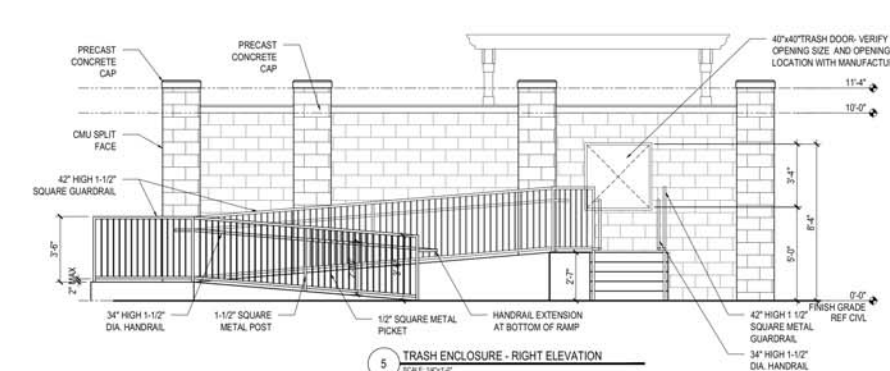 PRECAST
CONCRETE
CAP
PRECAST
CONCRETE
CAP
40"x40"TRASH DOOR- VERIFY
OPENING SIZE AND OPENING
LOCATION WITH MANUFACTU
11'-4"
10'-0"
CMU SPLIT
FACE
42" HIGH 1-1/2"
SQUARE GUARDRAIL
3'-4"
8'-4"
3'-6"
5'-0"
2'-7"
2" MAX
0'-0"
FINISH GRADE
REF CIVL
34" HIGH 1-1/2"
DIA. HANDRAIL
1-1/2" SQUARE
METAL POST
1/2" SQUARE METAL
PICKET
HANDRAIL EXTENSION
AT BOTTOM OF RAMP
42" HIGH 1 1/2"
SQUARE METAL
GUARDRAIL
34" HIGH 1-1/2"
DIA. HANDRAIL
5
TRASH ENCLOSURE - RIGHT ELEVATION